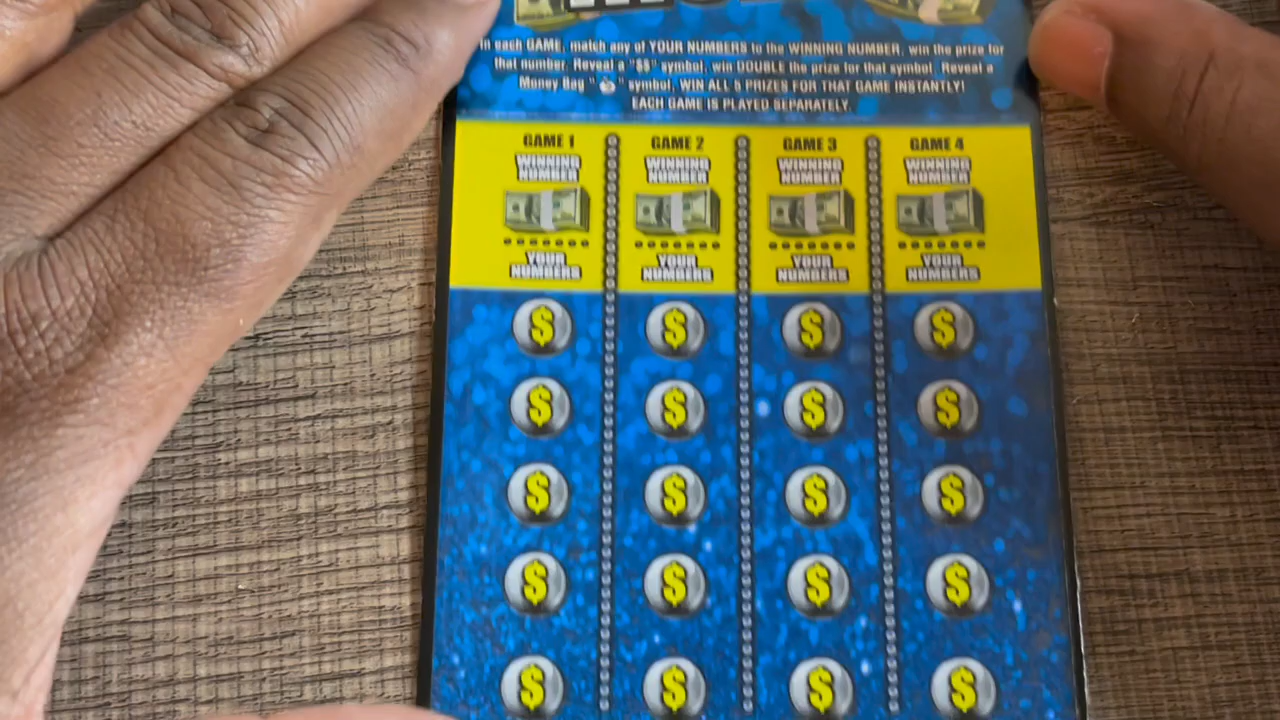 In each GAME, match any of YOUR NUMBERS to the WINNING NUMBER, win the prize for
that number. Reveal a "$$" symbol, win DOUBLE the prize for that symbol. Reveal a
Money Bag " " symbol, WIN ALL 5 PRIZES FOR THAT GAME INSTANTLY!
EACH GAME IS PLAYED SEPARATELY.
GAME 1 GAME 2 GAME 3 GAME 4
WINNING WINNING WINNING WINNING
NUMBER NUMBER NUMBER NUMBER
YOUR YOUR YOUR YOUR
NUMBERS NUMBERS NUMBERS NUMBERS
$ $ $ $
$ $ $ $
$ $ $ $
$ $ $ $
$ $ $ $